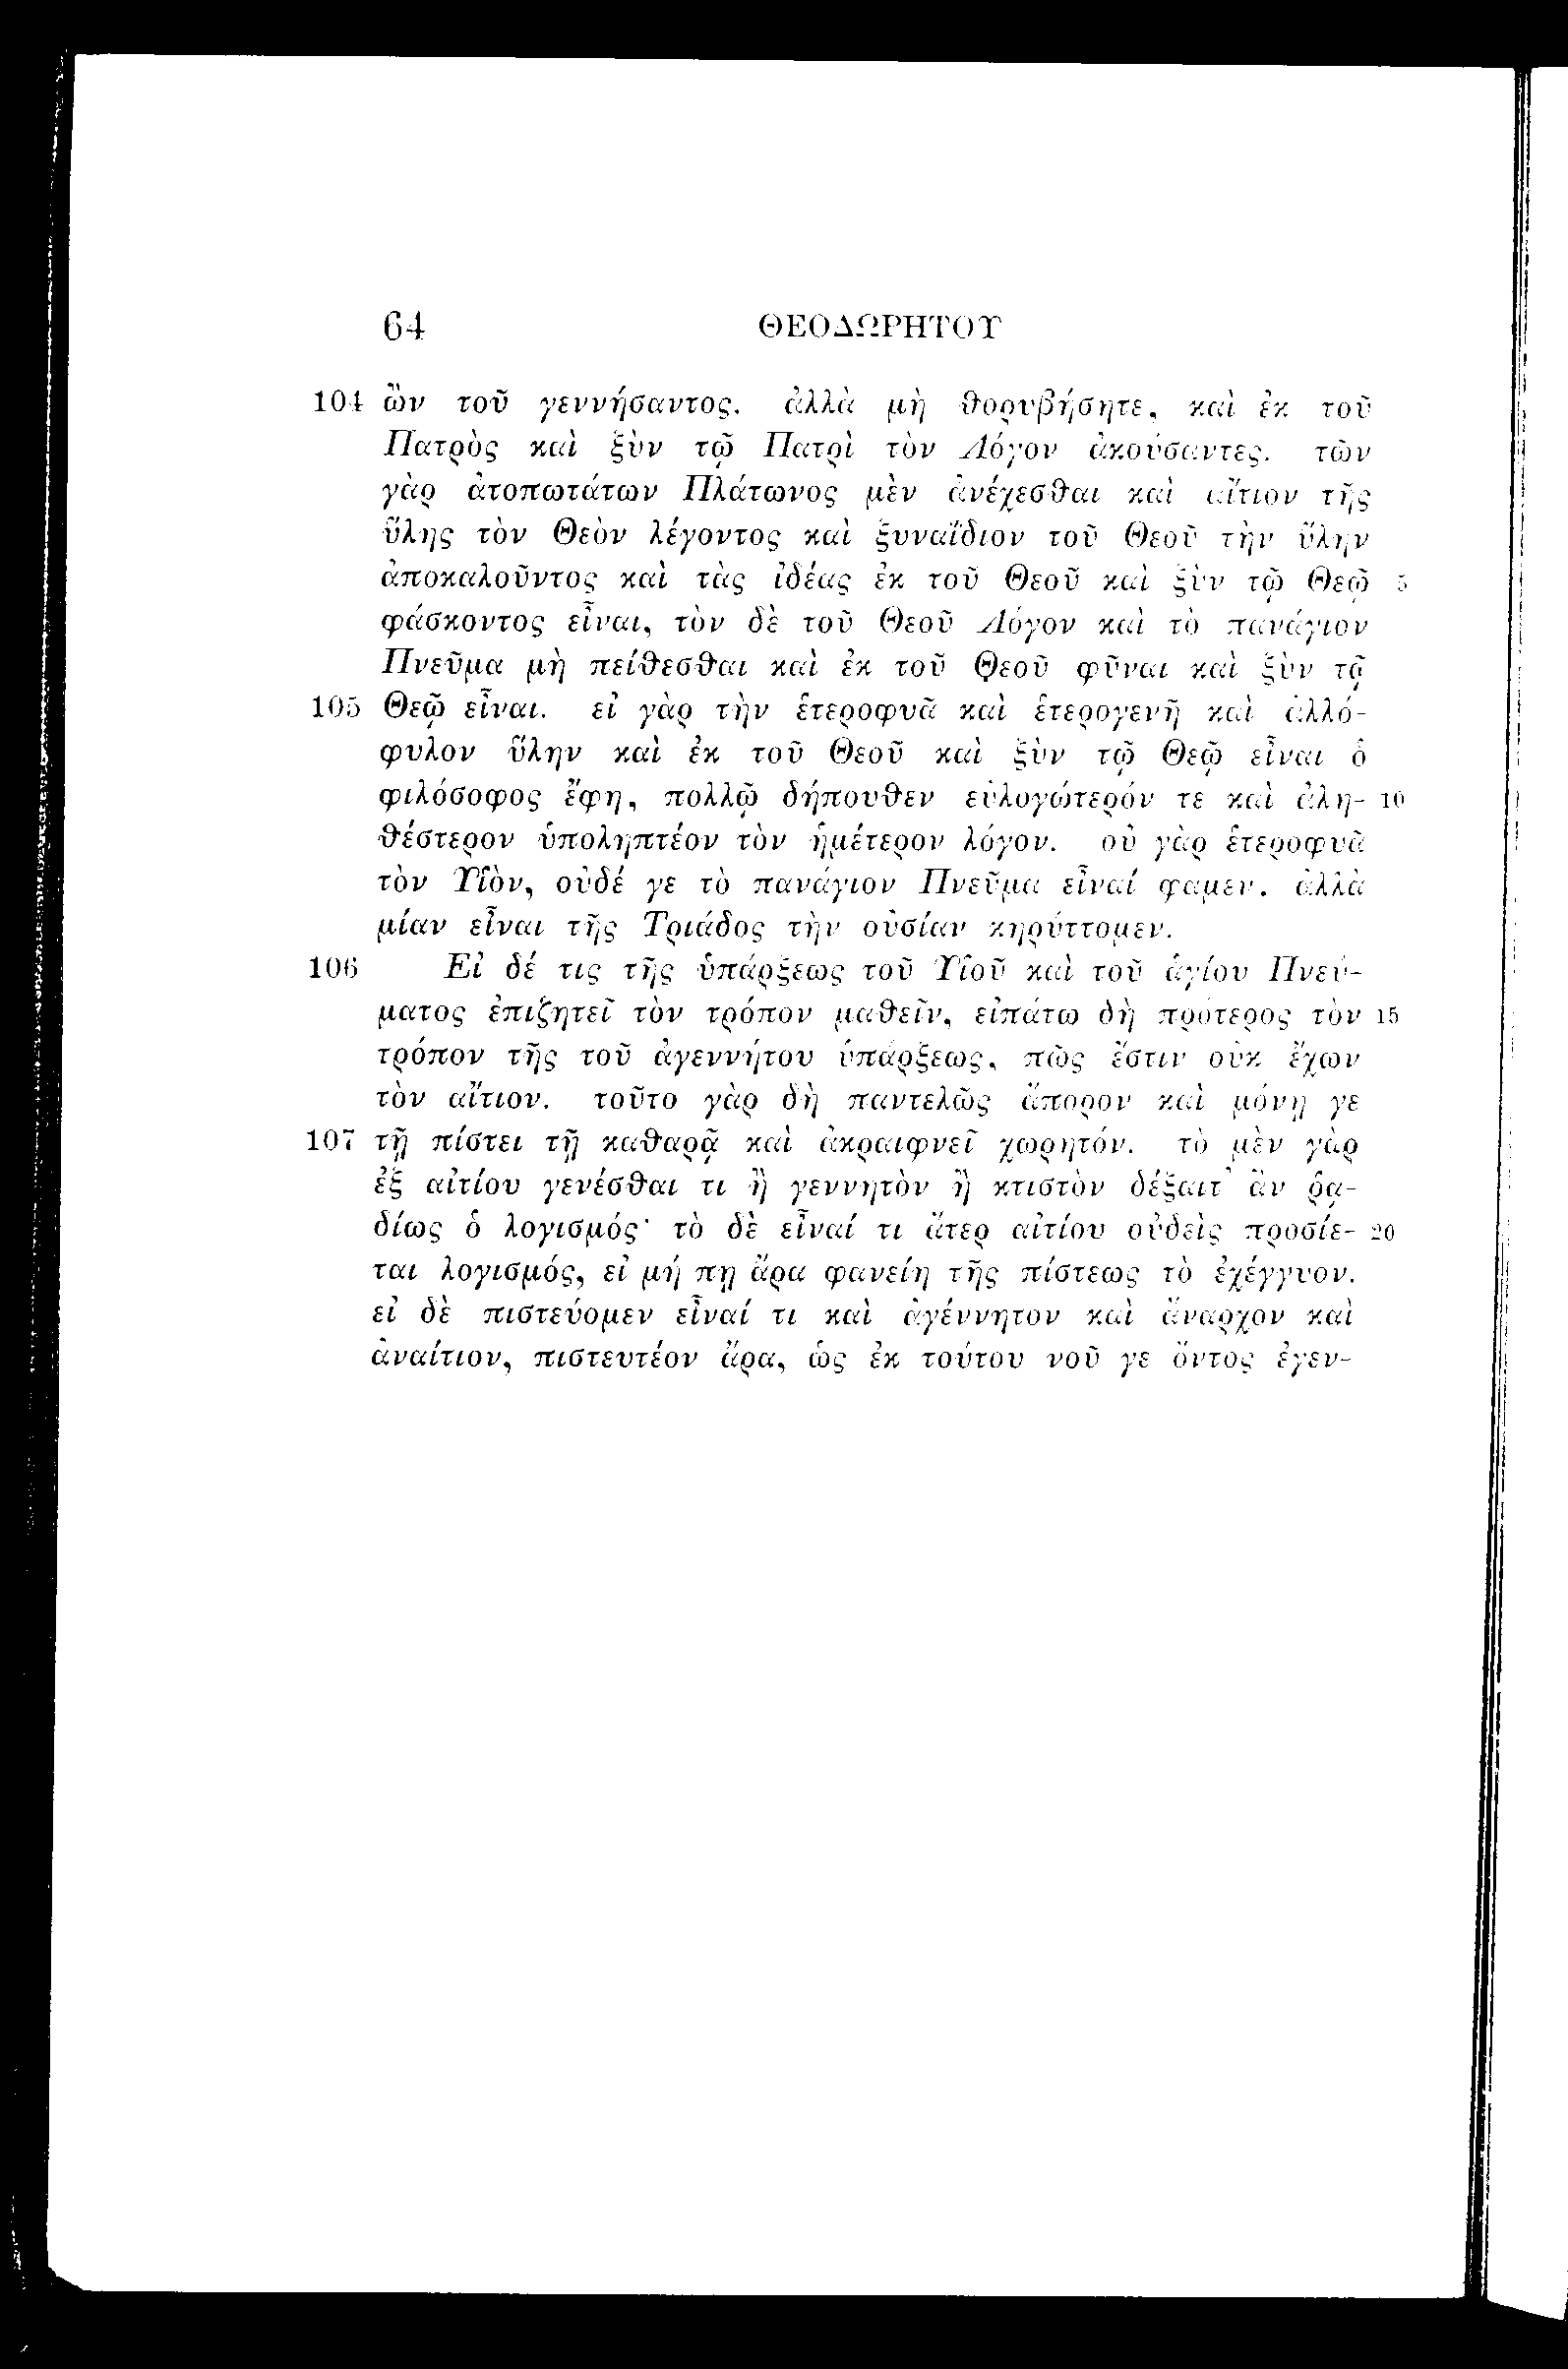 64 ΘΕΟΔΩΡΗΤΟΥ
104 ὢν τοῦ γεννήσαντος. ἀλλὰ μὴ θορυβήσητε, καὶ ἐκ τοῦ
Πατρὸς καὶ ξὺν τῷ Πατρὶ τὸν Λόγον ἀκούσαντες. τῶν
γὰρ ἀτοπωτάτων Πλάτωνος μὲν ἀνέχεσθαι καὶ αἴτιον τῆς
ὕλης τὸν Θεὸν λέγοντος καὶ ξυναΐδιον τοῦ Θεοῦ τὴν ὕλην
ἀποκαλοῦντος καὶ τὰς ἰδέας ἐκ τοῦ Θεοῦ καὶ ξὺν τῷ Θεῷ 5
φάσκοντος εἶναι, τὸν δὲ τοῦ Θεοῦ Λόγον καὶ τὸ πανάγιον
Πνεῦμα μὴ πείθεσθαι καὶ ἐκ τοῦ Θεοῦ φῦναι καὶ ξὺν τῷ
105 Θεῷ εἶναι. εἰ γὰρ τὴν ἑτεροφυᾶ καὶ ἑτερογενῆ καὶ ἀλλό-
φυλον ὕλην καὶ ἐκ τοῦ Θεοῦ καὶ ξὺν τῷ Θεῷ εἶναι ὁ
φιλόσοφος ἔφη, πολλῷ δήπουθεν εὐλογώτερόν τε καὶ ἀλη- 10
θέστερον ὑποληπτέον τὸν ἡμέτερον λόγον. οὐ γὰρ ἑτεροφυᾶ
τὸν Υἱὸν, οὐδέ γε τὸ πανάγιον Πνεῦμα εἶναί φαμεν. ἀλλὰ
μίαν εἶναι τῆς Τριάδος τὴν οὐσίαν κηρύττομεν.
106 Εἰ δέ τις τῆς ὑπάρξεως τοῦ Υἱοῦ καὶ τοῦ ἁγίου Πνεύ-
ματος ἐπιζητεῖ τὸν τρόπον μαθεῖν, εἰπάτω δὴ πρότερος τὸν 15
τρόπον τῆς τοῦ ἀγεννήτου ὑπάρξεως, πῶς ἔστιν οὐκ ἔχων
τὸν αἴτιον. τοῦτο γὰρ δὴ παντελῶς ἄπορον καὶ μόνῃ γε
107 τῇ πίστει τῇ καθαρᾷ καὶ ἀκραιφνεῖ χωρητόν. τὸ μὲν γὰρ
ἐξ αἰτίου γενέσθαι τι ἢ γεννητὸν ἢ κτιστὸν δέξαιτ' ἂν ῥα-
δίως ὁ λογισμός· τὸ δὲ εἶναί τι ἄτερ αἰτίου οὐδεὶς προσίε- 20
ται λογισμός, εἰ μή πῃ ἄρα φανείη τῆς πίστεως τὸ ἐχέγγυον.
εἰ δὲ πιστεύομεν εἶναί τι καὶ ἀγέννητον καὶ ἄναρχον καὶ
ἀναίτιον, πιστευτέον ἄρα, ὡς ἐκ τούτου νοῦ γε ὄντος ἐγεν-